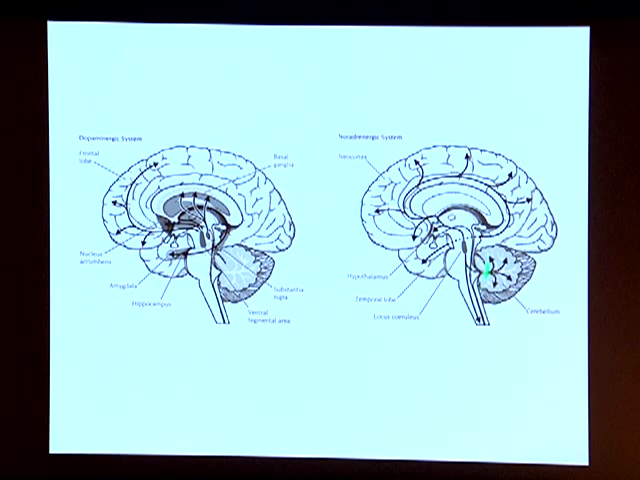 Dopaminergic System
Frontal
lobe
Basal
ganglia
Nucleus
accumbens
Amygdala
Hippocampus
Substantia
nigra
Ventral
tegmental area
Noradrenergic System
Neocortex
Hypothalamus
Temporal lobe
Locus coeruleus
Cerebellum